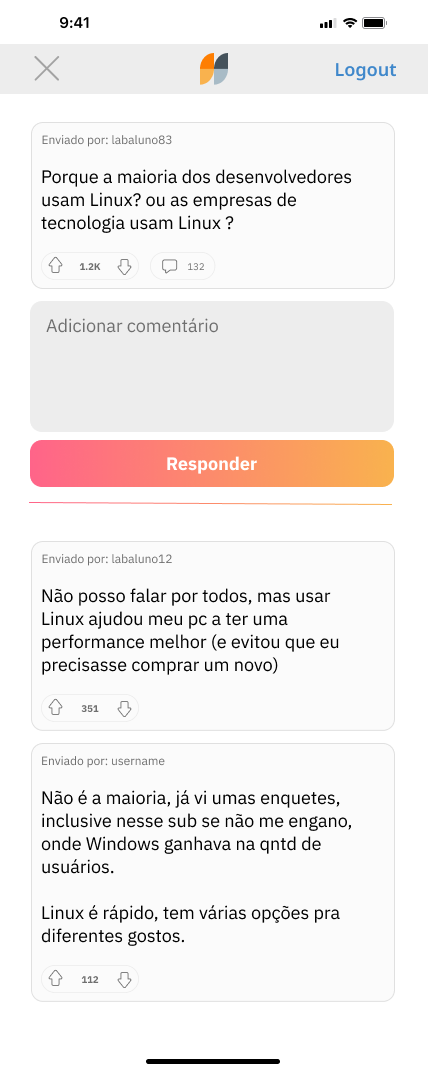 9:41
Logout
Enviado por: labaluno83
Porque a maioria dos desenvolvedores
usam Linux? ou as empresas de
tecnologia usam Linux ?
1.2K
132
Adicionar comentário
Responder
Enviado por: labaluno12
Não posso falar por todos, mas usar
Linux ajudou meu pc a ter uma
performance melhor (e evitou que eu
precisasse comprar um novo)
351
Enviado por: username
Não é a maioria, já vi umas enquetes,
inclusive nesse sub se não me engano,
onde Windows ganhava na qntd de
usuários.
Linux é rápido, tem várias opções pra
diferentes gostos.
112